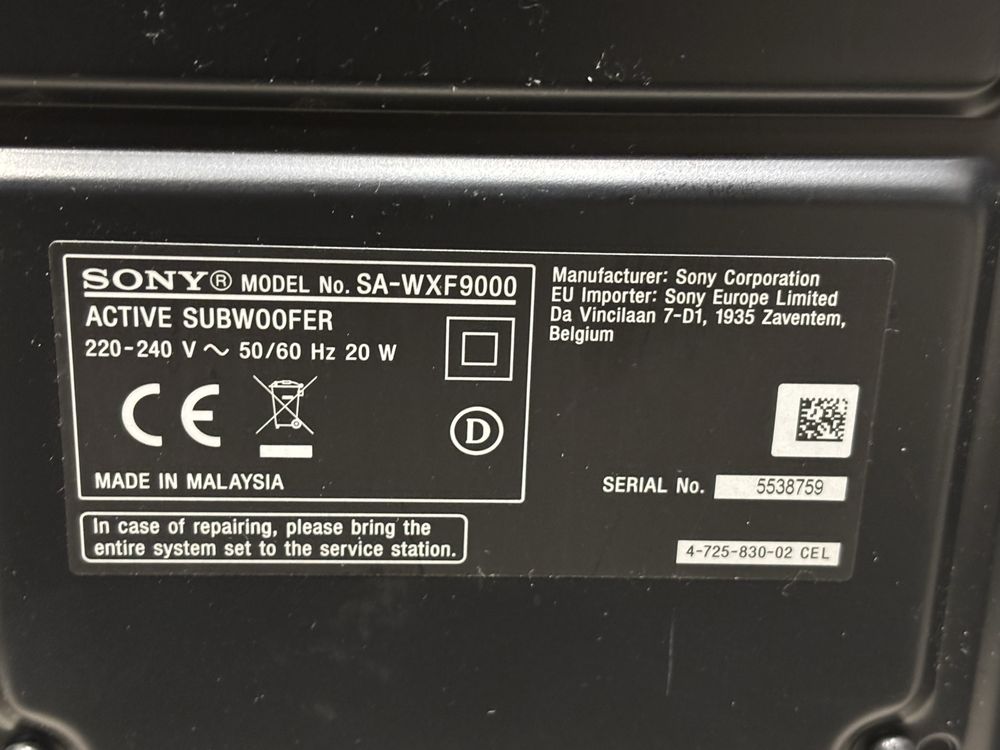 SONY® MODEL No. SA-WXF9000
ACTIVE SUBWOOFER
220-240 V ~ 50/60 Hz 20 W
CE
D
MADE IN MALAYSIA
In case of repairing, please bring the
entire system set to the service station.
Manufacturer: Sony Corporation
EU Importer: Sony Europe Limited
Da Vincilaan 7-D1, 1935 Zaventem,
Belgium
SERIAL No. 5538759
4-725-830-02 CEL